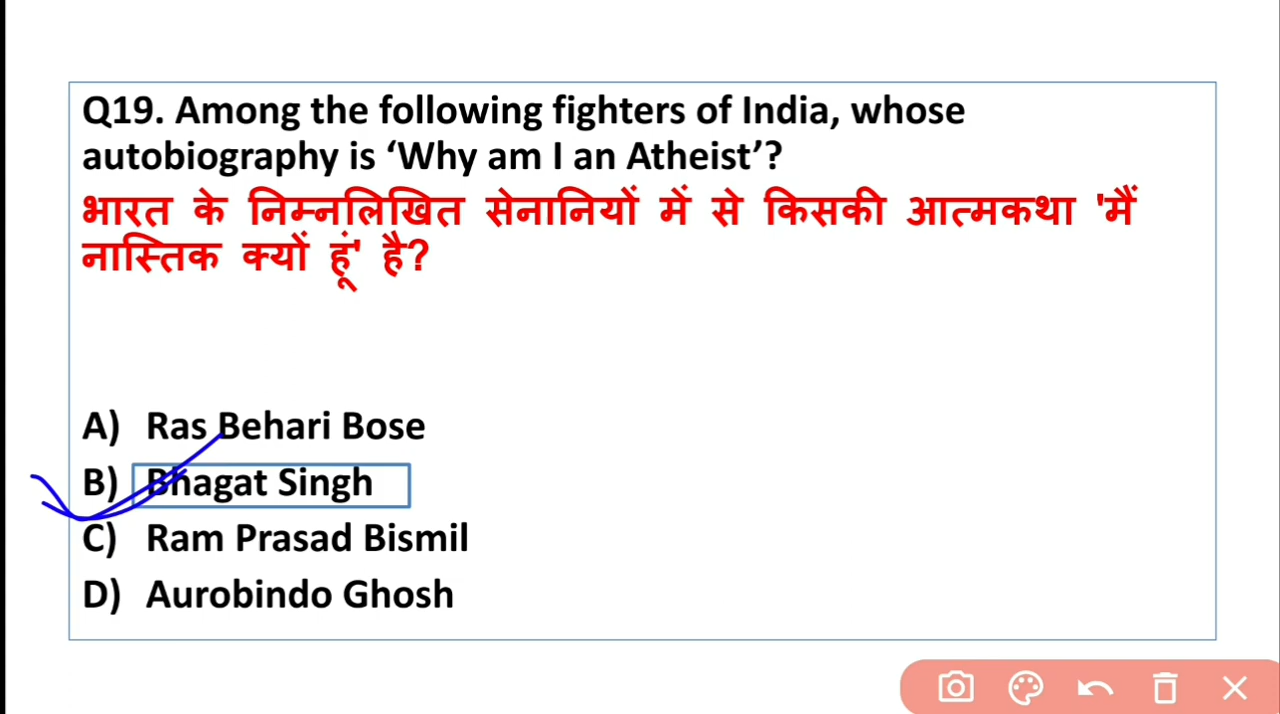 Q19. Among the following fighters of India, whose
autobiography is ‘Why am I an Atheist’?
भारत के निम्नलिखित सेनानियों में से किसकी आत्मकथा 'मैं
नास्तिक क्यों हूं' है?
A) Ras Behari Bose
B) Bhagat Singh
C) Ram Prasad Bismil
D) Aurobindo Ghosh